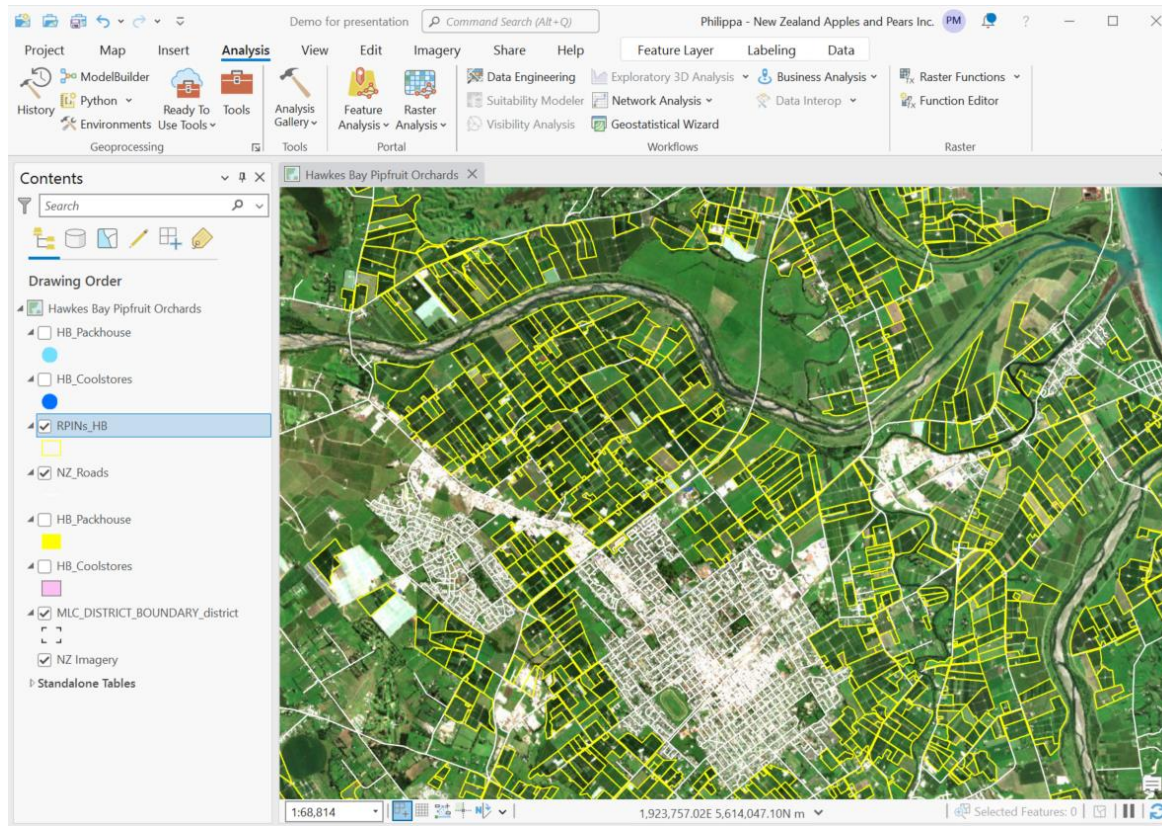 Demo for presentation
Command Search (Alt+Q)
Philippa - New Zealand Apples and Pears Inc.
PM
?
Project Map Insert Analysis View Edit Imagery Share Help Feature Layer Labeling Data
History
ModelBuilder
Python
Environments
Ready To Use Tools
Tools
Geoprocessing
Analysis Gallery
Tools
Feature Analysis
Raster Analysis
Portal
Data Engineering
Exploratory 3D Analysis
Business Analysis
Suitability Modeler
Network Analysis
Data Interop
Visibility Analysis
Geostatistical Wizard
Workflows
Raster Functions
Function Editor
Raster
Contents
Search
Drawing Order
Hawkes Bay Pipfruit Orchards
HB_Packhouse
HB_Coolstores
RPINs_HB
NZ_Roads
HB_Packhouse
HB_Coolstores
MLC_DISTRICT_BOUNDARY_district
NZ Imagery
Standalone Tables
Hawkes Bay Pipfruit Orchards
1:68,814
1,923,757.02E 5,614,047.10N m
Selected Features: 0